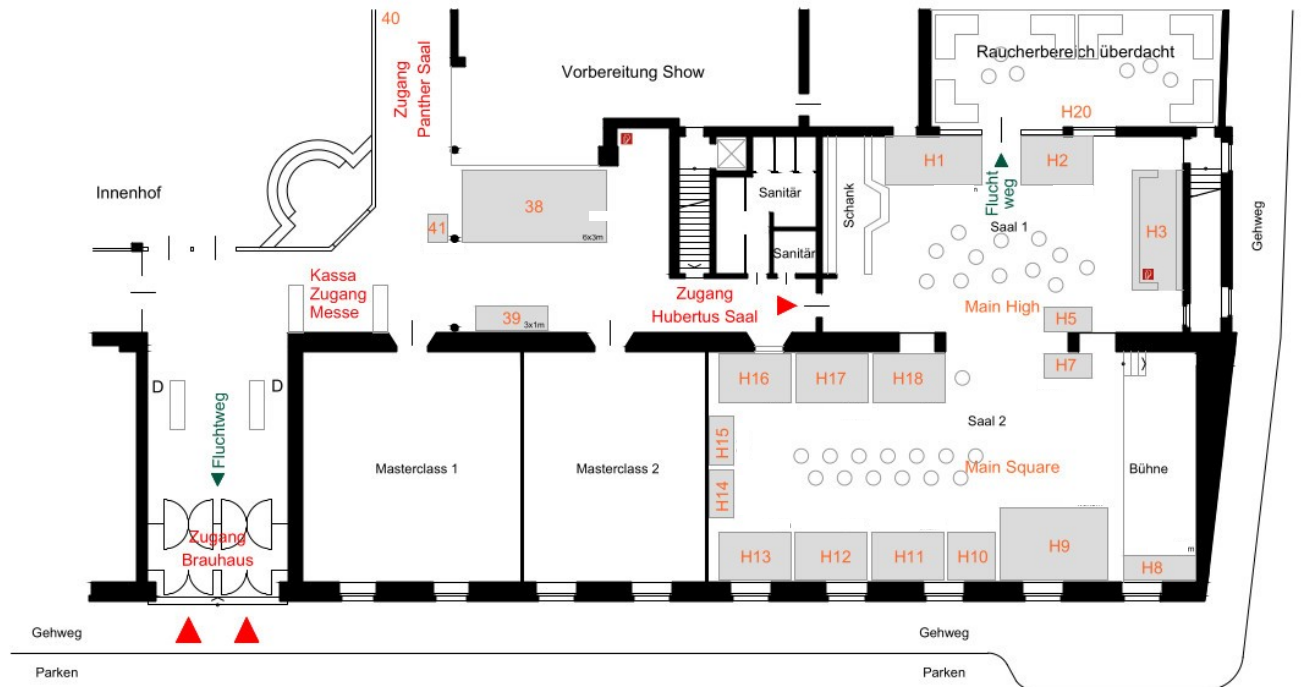 40
Zugang
Panther Saal
Vorbereitung Show
Raucherbereich überdacht
H20
H1
H2
Flucht
weg
Saal 1
H3
Schank
Sanitär
Sanitär
Innenhof
38
6x3m
41
Kassa
Zugang
Messe
39
3x1m
Zugang
Hubertus Saal
Main High
H5
H7
Gehweg
D
D
Fluchtweg
Masterclass 1
Masterclass 2
H16
H17
H18
Saal 2
H15
H14
Main Square
Bühne
H13
H12
H11
H10
H9
H8
m
Zugang
Brauhaus
Gehweg
Gehweg
Parken
Parken